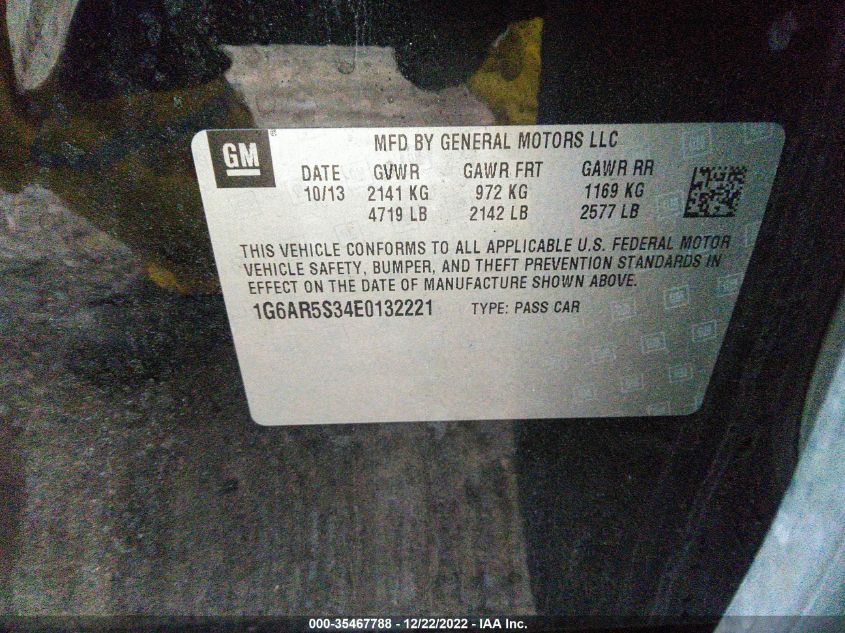 GM
MFD BY GENERAL MOTORS LLC
DATE GVWR GAWR FRT GAWR RR
10/13 2141 KG 972 KG 1169 KG
4719 LB 2142 LB 2577 LB
THIS VEHICLE CONFORMS TO ALL APPLICABLE U.S. FEDERAL MOTOR
VEHICLE SAFETY, BUMPER, AND THEFT PREVENTION STANDARDS IN
EFFECT ON THE DATE OF MANUFACTURE SHOWN ABOVE.
1G6AR5S34E0132221 TYPE: PASS CAR
000-35467788 - 12/22/2022 - IAA Inc.